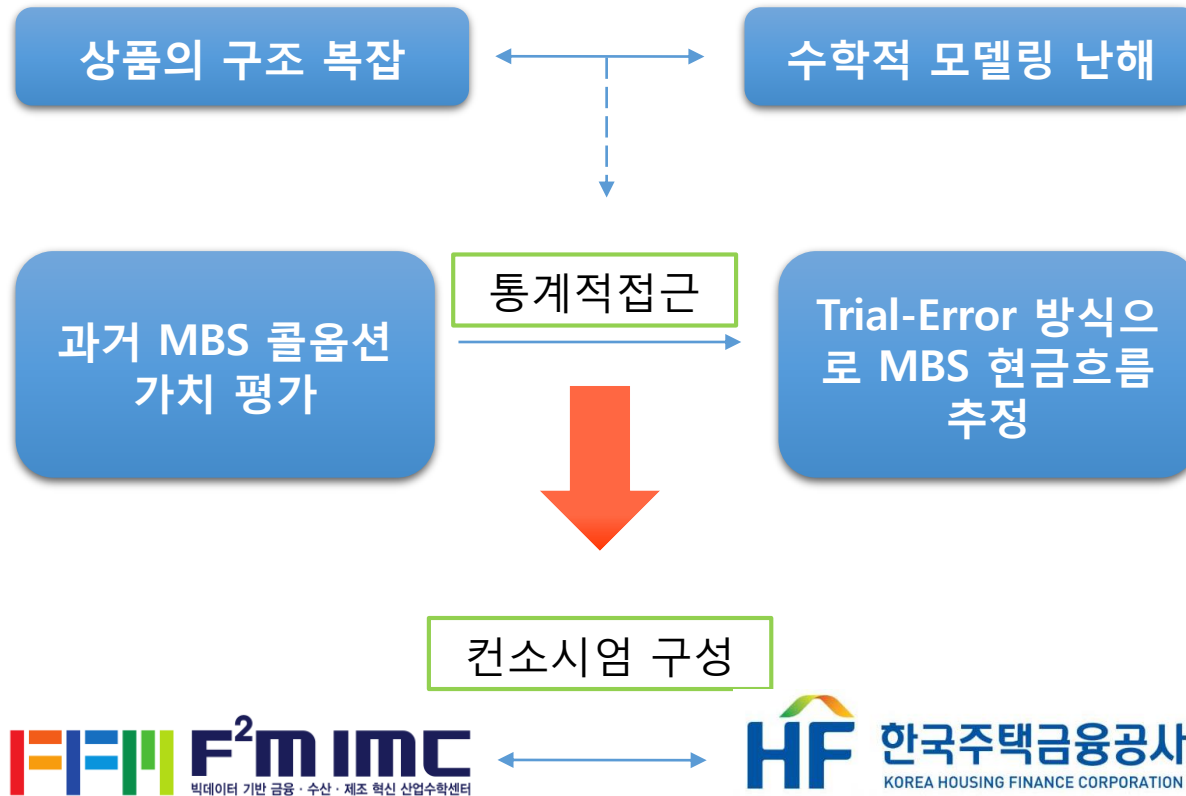 상품의 구조 복잡
수학적 모델링 난해
통계적접근
과거 MBS 콜옵션
가치 평가
Trial-Error 방식으
로 MBS 현금흐름
추정
컨소시엄 구성
FFM F²M IMC
빅데이터 기반 금융 · 수산 · 제조 혁신 산업수학센터
HF 한국주택금융공사
KOREA HOUSING FINANCE CORPORATION